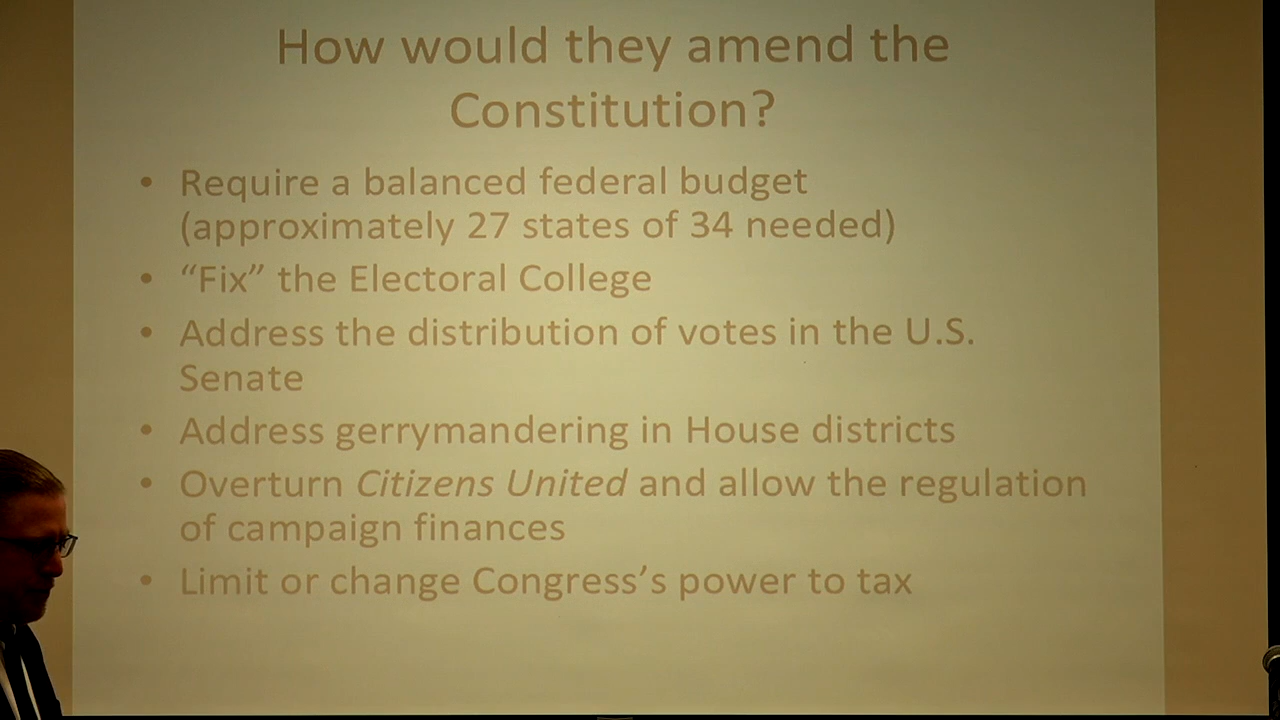 How would they amend the
Constitution?
• Require a balanced federal budget
(approximately 27 states of 34 needed)
• “Fix” the Electoral College
• Address the distribution of votes in the U.S.
Senate
• Address gerrymandering in House districts
• Overturn Citizens United and allow the regulation
of campaign finances
• Limit or change Congress’s power to tax